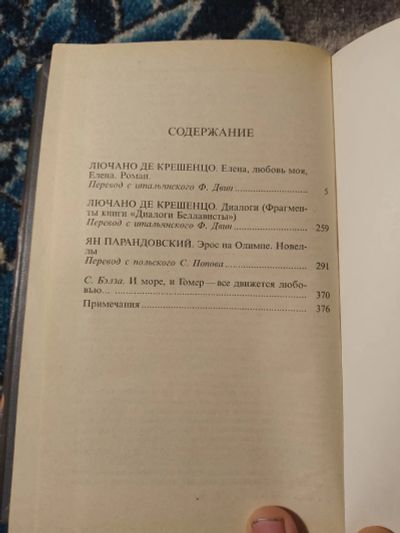 СОДЕРЖАНИЕ
ЛЮЧАНО ДЕ КРЕШЕНЦО. Елена, любовь моя,
Елена. Роман.
Перевод с итальянского Ф. Двин 5
ЛЮЧАНО ДЕ КРЕШЕНЦО. Диалоги (Фрагмен-
ты книги «Диалоги Беллависты»)
Перевод с итальянского Ф. Двин 259
ЯН ПАРАНДОВСКИЙ. Эрос на Олимпе. Новел-
лы
Перевод с польского С. Попова 291
С. Бэлза. И море, и Гомер — все движется любо-
вью... 370
Примечания 376